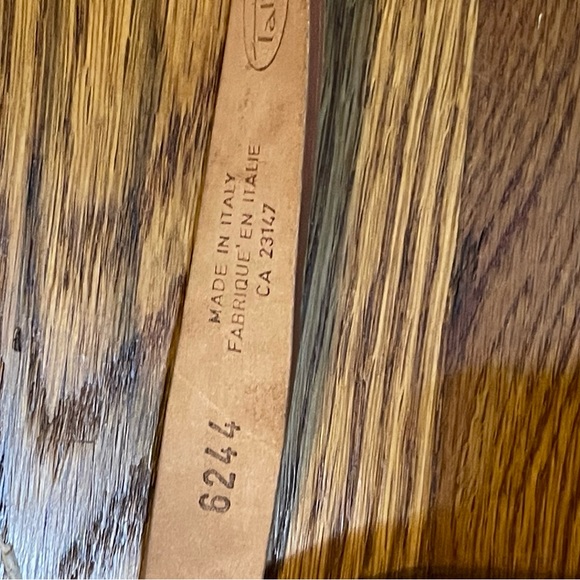 MADE IN ITALY
FABRIQUE' EN ITALIE
CA 23147
6244